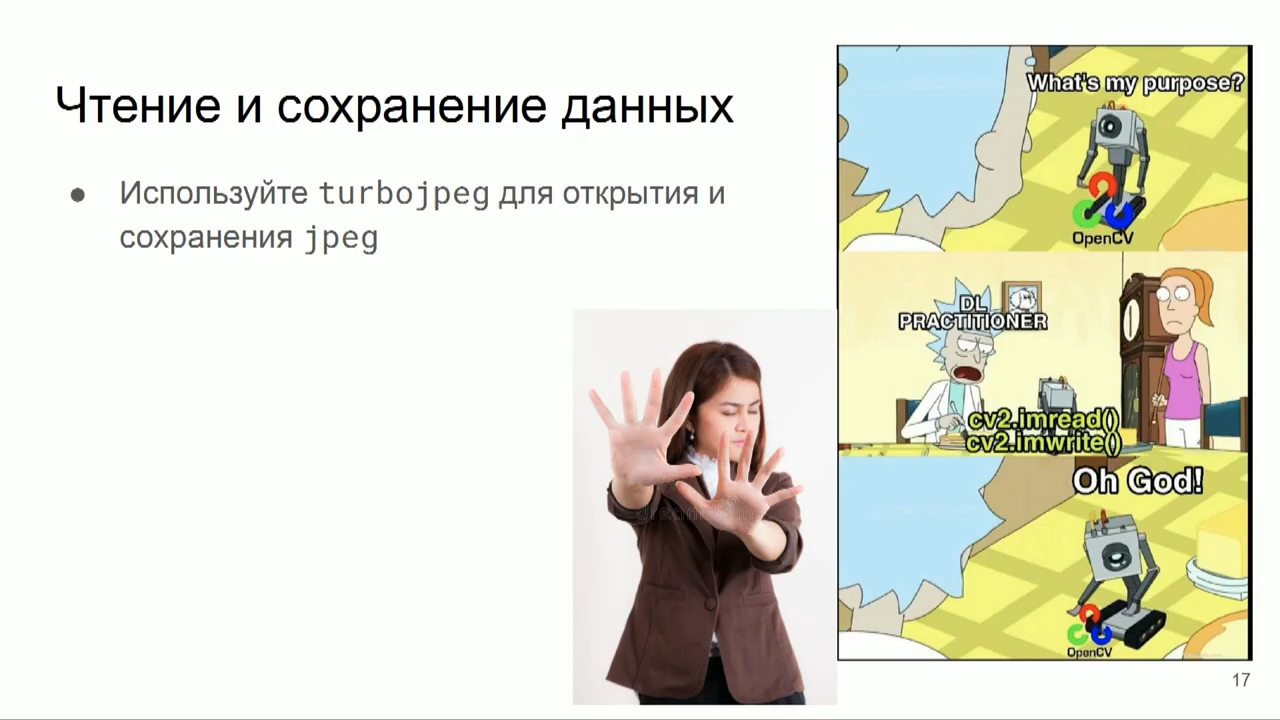 Чтение и сохранение данных
● Используйте turbojpeg для открытия и
сохранения jpeg
What's my purpose?
OpenCV
DL
PRACTITIONER
cv2.imread()
cv2.imwrite()
Oh God!
OpenCV
17